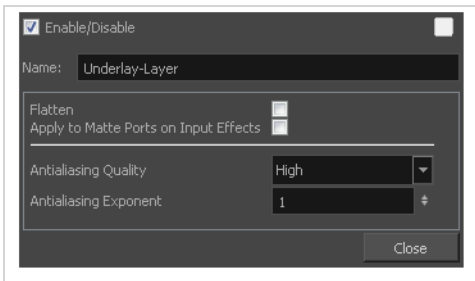 Enable/Disable
Name: Underlay-Layer
Flatten
Apply to Matte Ports on Input Effects
Antialiasing Quality High
Antialiasing Exponent 1
Close